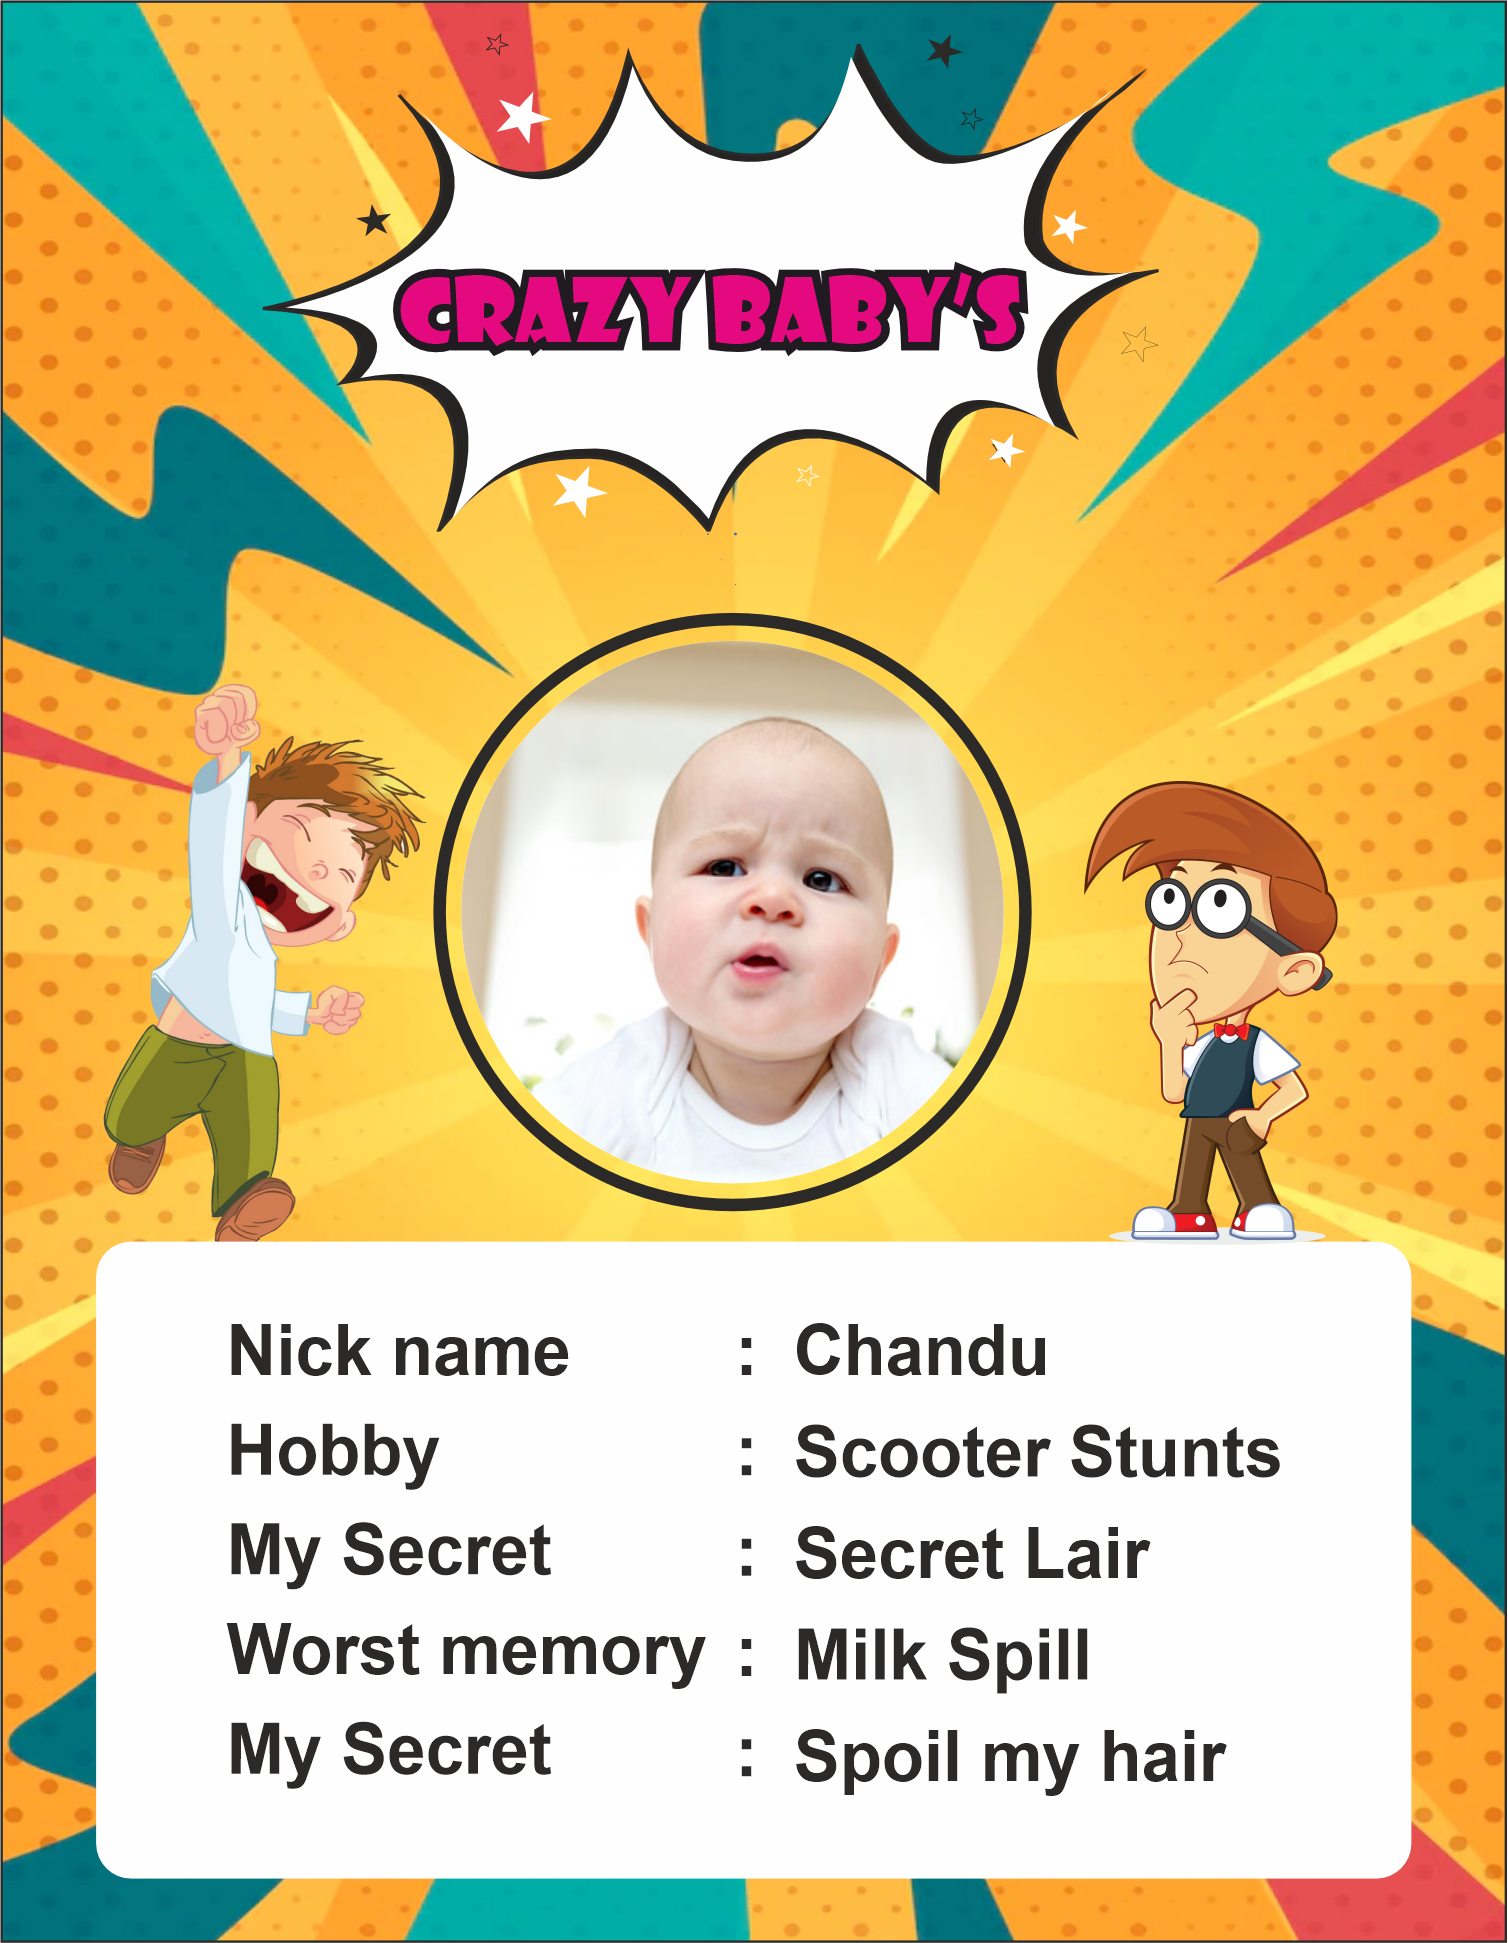 CRAZY BABY'S
Nick name : Chandu
Hobby : Scooter Stunts
My Secret : Secret Lair
Worst memory : Milk Spill
My Secret : Spoil my hair